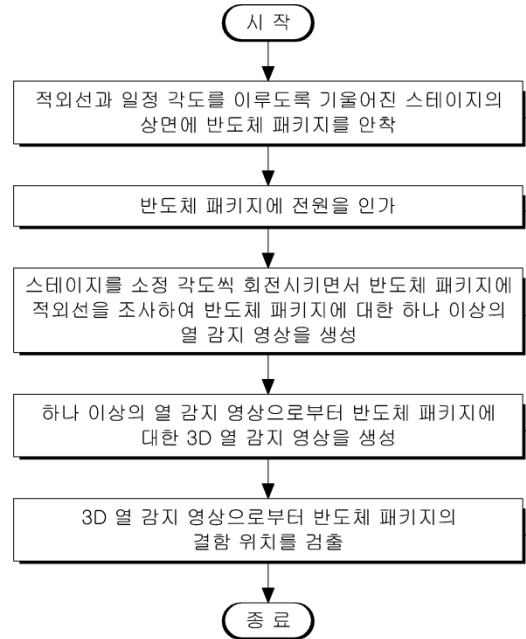 시 작
적외선과 일정 각도를 이루도록 기울어진 스테이지의
상면에 반도체 패키지를 안착
반도체 패키지에 전원을 인가
스테이지를 소정 각도씩 회전시키면서 반도체 패키지에
적외선을 조사하여 반도체 패키지에 대한 하나 이상의
열 감지 영상을 생성
하나 이상의 열 감지 영상으로부터 반도체 패키지에
대한 3D 열 감지 영상을 생성
3D 열 감지 영상으로부터 반도체 패키지의
결함 위치를 검출
종 료